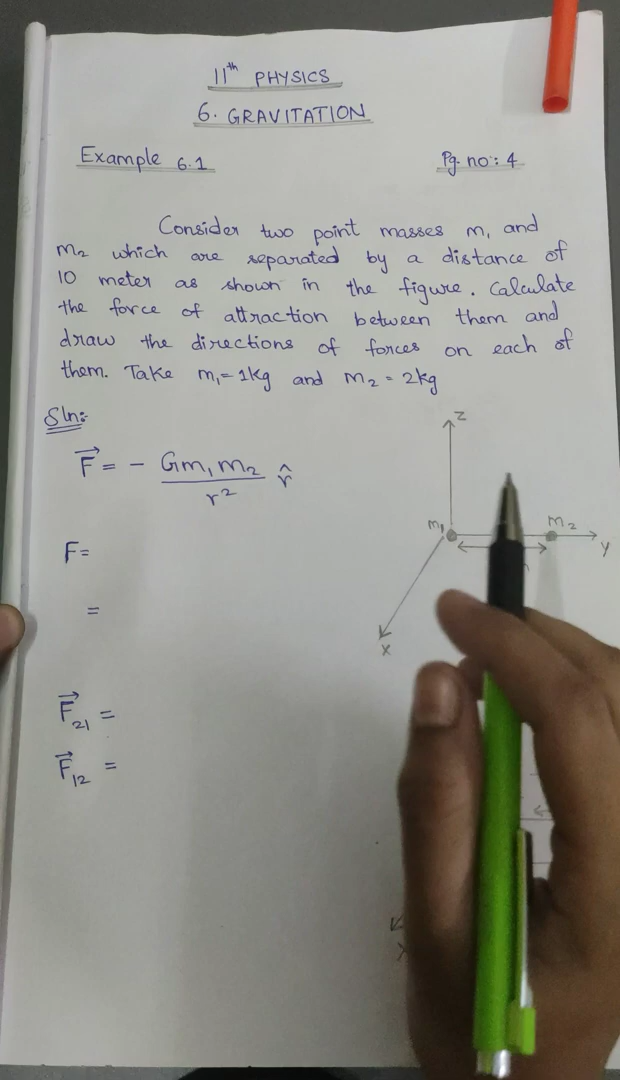 11th PHYSICS
6. GRAVITATION
Example 6.1
Pg. no: 4
Consider two point masses m₁ and
m₂ which are separated by a distance of
10 meter as shown in the figure. Calculate
the force of attraction between them and
draw the directions of forces on each of
them. Take m₁ = 1kg and m₂ = 2kg
Sln:-
F⃗ = - Gm₁m₂ / r² r̂
F=
=
F⃗₂₁ =
F⃗₁₂ =
z
m₁
m₂
y
x